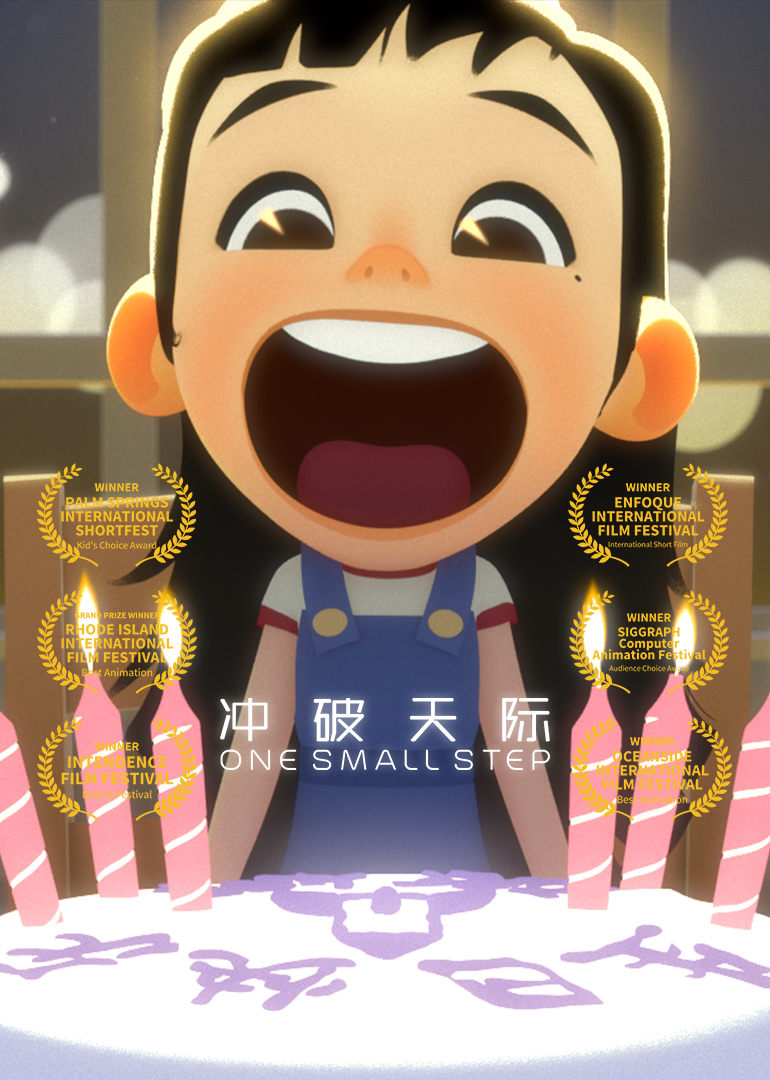 WINNER
PALM SPRINGS
INTERNATIONAL
SHORTFEST
Kid's Choice Award
WINNER
ENFOQUE
INTERNATIONAL
FILM FESTIVAL
International Short Film
GRAND PRIZE WINNER
RHODE ISLAND
INTERNATIONAL
FILM FESTIVAL
Best Animation
WINNER
SIGGRAPH
Computer
Animation Festival
Audience Choice Award
冲破天际
ONE SMALL STEP
WINNER
INTENDENCE
FILM FESTIVAL
WINNER
OCEANSIDE
INTERNATIONAL
FILM FESTIVAL
Best Animation